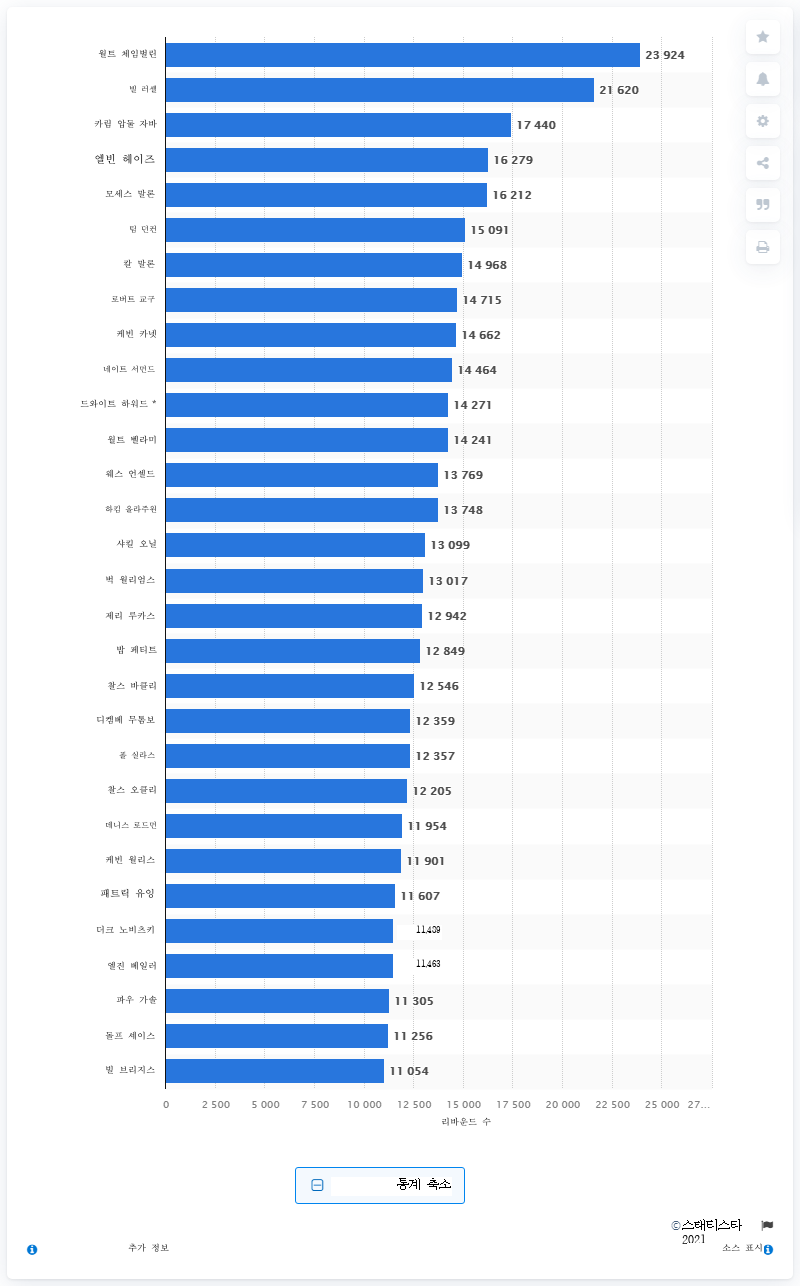 월트 체임벌린 23 924
빌 러셀 21 620
카림 압둘 자바 17 440
엘빈 헤이즈 16 279
모세스 말론 16 212
팀 던컨 15 091
칼 말론 14 968
로버트 교구 14 715
케빈 가넷 14 662
네이트 서먼드 14 464
드와이트 하워드 * 14 271
월트 벨라미 14 241
웨스 언셀드 13 769
하킴 올라주원 13 748
샤킬 오닐 13 099
벅 윌리엄스 13 017
제리 루카스 12 942
밥 페티트 12 849
찰스 바클리 12 546
디켐베 무톰보 12 359
폴 실라스 12 357
찰스 오클리 12 205
데니스 로드먼 11 954
케빈 윌리스 11 901
패트릭 유잉 11 607
더크 노비츠키 11,489
엘진 베일러 11,463
파우 가솔 11 305
돌프 셰이스 11 256
빌 브리지스 11 054
0 2 500 5 000 7 500 10 000 12 500 15 000 17 500 20 000 22 500 25 000 27…
리바운드 수
통계 축소
©스태티스타 2021
추가 정보
소스 표시